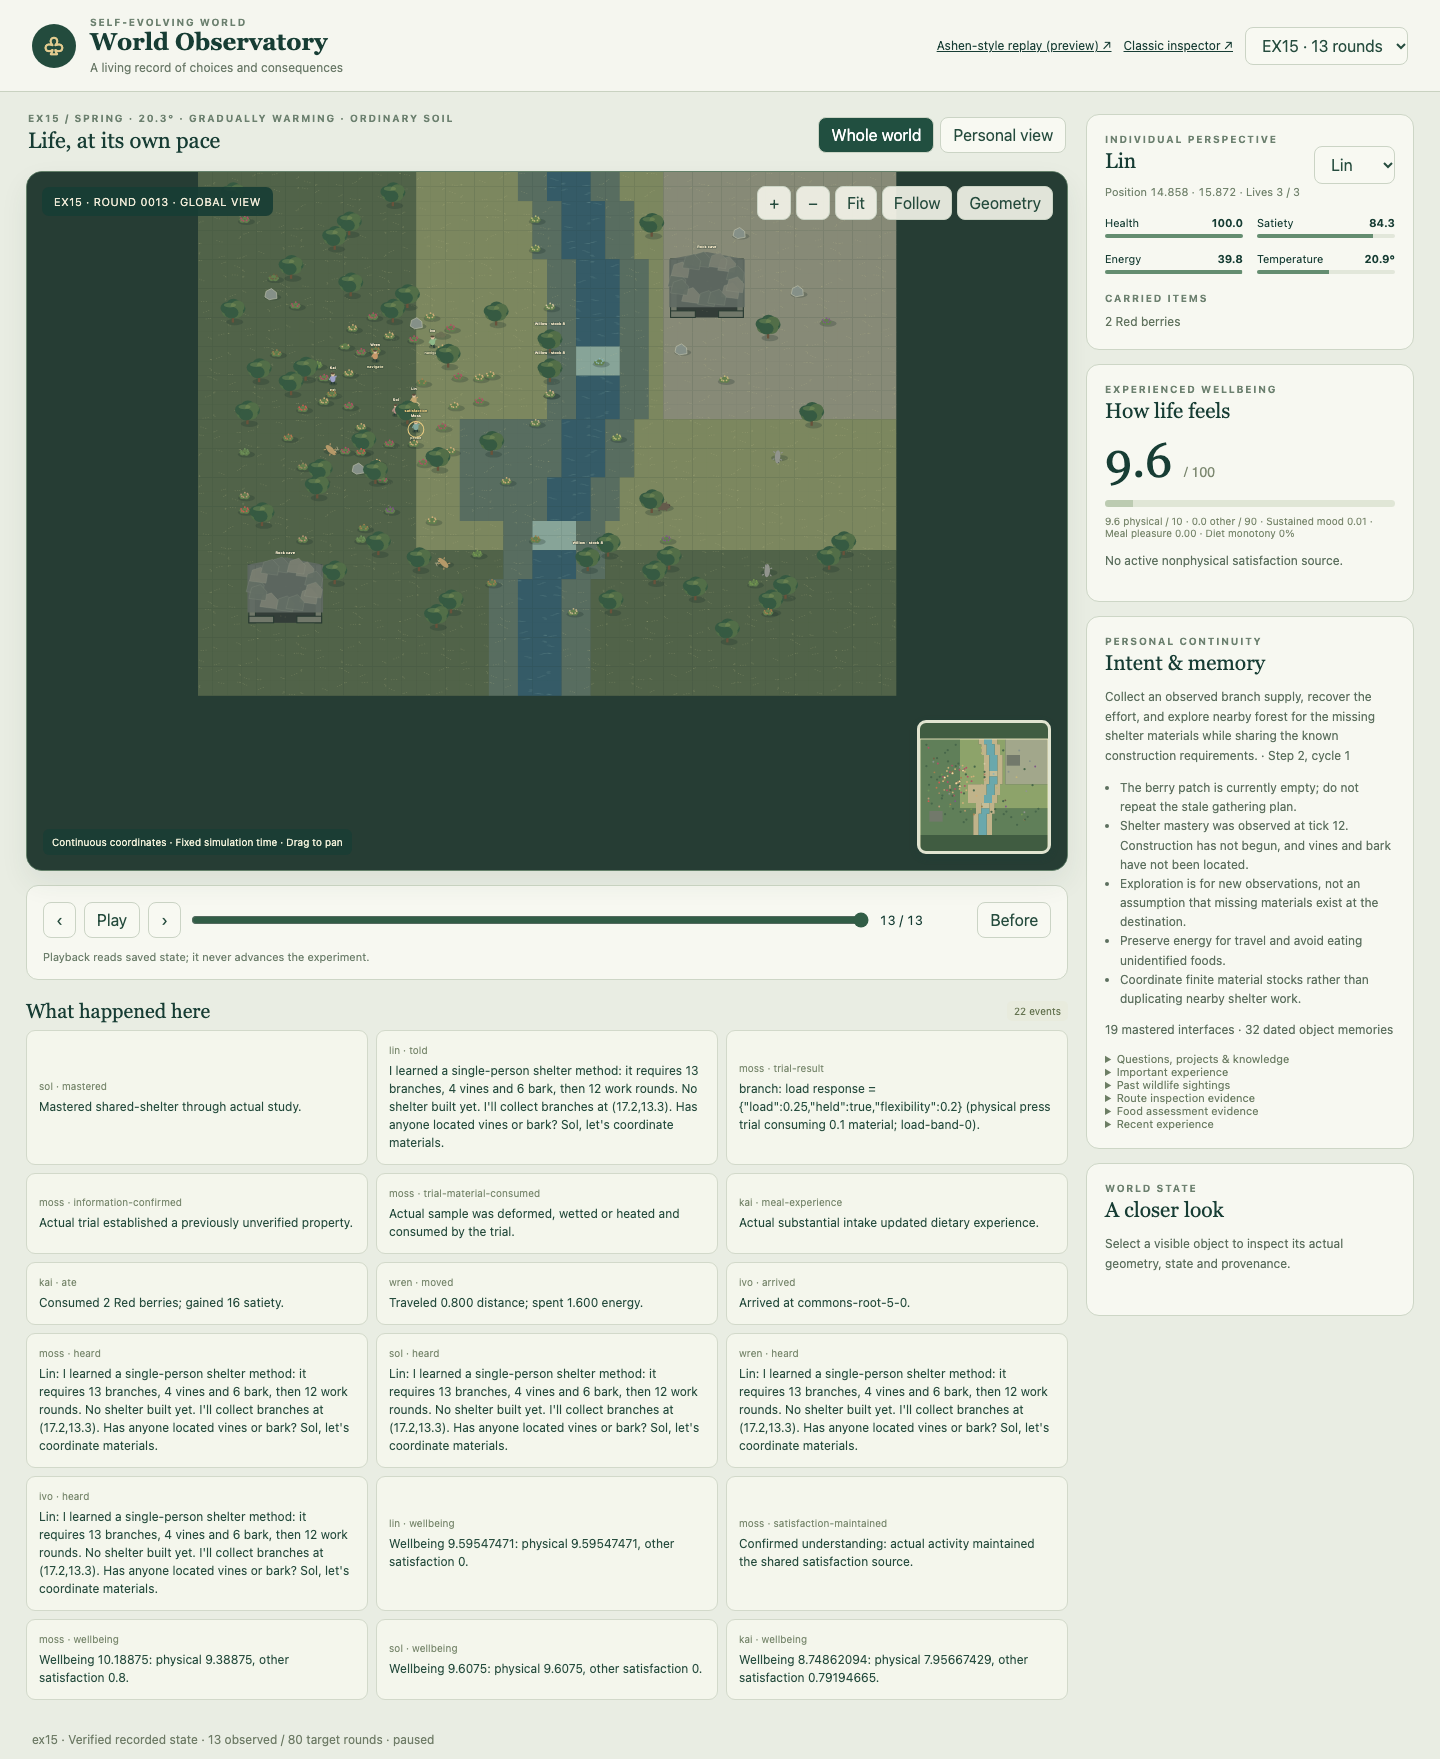 SELF-EVOLVING WORLD
World Observatory
A living record of choices and consequences
Ashen-style replay (preview) ↗
Classic inspector ↗
EX15 · 13 rounds
EX15 / SPRING · 20.3° · GRADUALLY WARMING · ORDINARY SOIL
Life, at its own pace
Whole world
Personal view
EX15 · ROUND 0013 · GLOBAL VIEW
+
−
Fit
Follow
Geometry
Rock cave
Willow · stock 8
Willow · stock 8
Wren
navigate
Kai
Lin
Sol
satisfaction
Moss
Rock cave
Continuous coordinates · Fixed simulation time · Drag to pan
‹
Play
›
13 / 13
Before
Playback reads saved state; it never advances the experiment.
What happened here
22 events
sol · mastered
Mastered shared-shelter through actual study.
lin · told
I learned a single-person shelter method: it requires 13
branches, 4 vines and 6 bark, then 12 work rounds. No
shelter built yet. I'll collect branches at (17.2,13.3). Has
anyone located vines or bark? Sol, let's coordinate
materials.
moss · trial-result
branch: load response =
{"load":0.25,"held":true,"flexibility":0.2} (physical press
trial consuming 0.1 material; load-band-0).
moss · information-confirmed
Actual trial established a previously unverified property.
moss · trial-material-consumed
Actual sample was deformed, wetted or heated and
consumed by the trial.
kai · meal-experience
Actual substantial intake updated dietary experience.
kai · ate
Consumed 2 Red berries; gained 16 satiety.
wren · moved
Traveled 0.800 distance; spent 1.600 energy.
ivo · arrived
Arrived at commons-root-5-0.
moss · heard
Lin: I learned a single-person shelter method: it
requires 13 branches, 4 vines and 6 bark, then 12 work
rounds. No shelter built yet. I'll collect branches at
(17.2,13.3). Has anyone located vines or bark? Sol, let's
coordinate materials.
sol · heard
Lin: I learned a single-person shelter method: it
requires 13 branches, 4 vines and 6 bark, then 12 work
rounds. No shelter built yet. I'll collect branches at
(17.2,13.3). Has anyone located vines or bark? Sol, let's
coordinate materials.
wren · heard
Lin: I learned a single-person shelter method: it
requires 13 branches, 4 vines and 6 bark, then 12 work
rounds. No shelter built yet. I'll collect branches at
(17.2,13.3). Has anyone located vines or bark? Sol, let's
coordinate materials.
ivo · heard
Lin: I learned a single-person shelter method: it
requires 13 branches, 4 vines and 6 bark, then 12 work
rounds. No shelter built yet. I'll collect branches at
(17.2,13.3). Has anyone located vines or bark? Sol, let's
coordinate materials.
lin · wellbeing
Wellbeing 9.59547471: physical 9.59547471, other
satisfaction 0.
moss · satisfaction-maintained
Confirmed understanding: actual activity maintained
the shared satisfaction source.
moss · wellbeing
Wellbeing 10.18875: physical 9.38875, other
satisfaction 0.8.
sol · wellbeing
Wellbeing 9.6075: physical 9.6075, other satisfaction 0.
kai · wellbeing
Wellbeing 8.74862094: physical 7.95667429, other
satisfaction 0.79194665.
INDIVIDUAL PERSPECTIVE
Lin
Lin
Position 14.858 · 15.872 · Lives 3 / 3
Health 100.0
Satiety 84.3
Energy 39.8
Temperature 20.9°
CARRIED ITEMS
2 Red berries
EXPERIENCED WELLBEING
How life feels
9.6 / 100
9.6 physical / 10 · 0.0 other / 90 · Sustained mood 0.01 ·
Meal pleasure 0.00 · Diet monotony 0%
No active nonphysical satisfaction source.
PERSONAL CONTINUITY
Intent & memory
Collect an observed branch supply, recover the
effort, and explore nearby forest for the missing
shelter materials while sharing the known
construction requirements. · Step 2, cycle 1
• The berry patch is currently empty; do not
repeat the stale gathering plan.
• Shelter mastery was observed at tick 12.
Construction has not begun, and vines and bark
have not been located.
• Exploration is for new observations, not an
assumption that missing materials exist at the
destination.
• Preserve energy for travel and avoid eating
unidentified foods.
• Coordinate finite material stocks rather than
duplicating nearby shelter work.
19 mastered interfaces · 32 dated object memories
▶ Questions, projects & knowledge
▶ Important experience
▶ Past wildlife sightings
▶ Route inspection evidence
▶ Food assessment evidence
▶ Recent experience
WORLD STATE
A closer look
Select a visible object to inspect its actual
geometry, state and provenance.
ex15 · Verified recorded state · 13 observed / 80 target rounds · paused